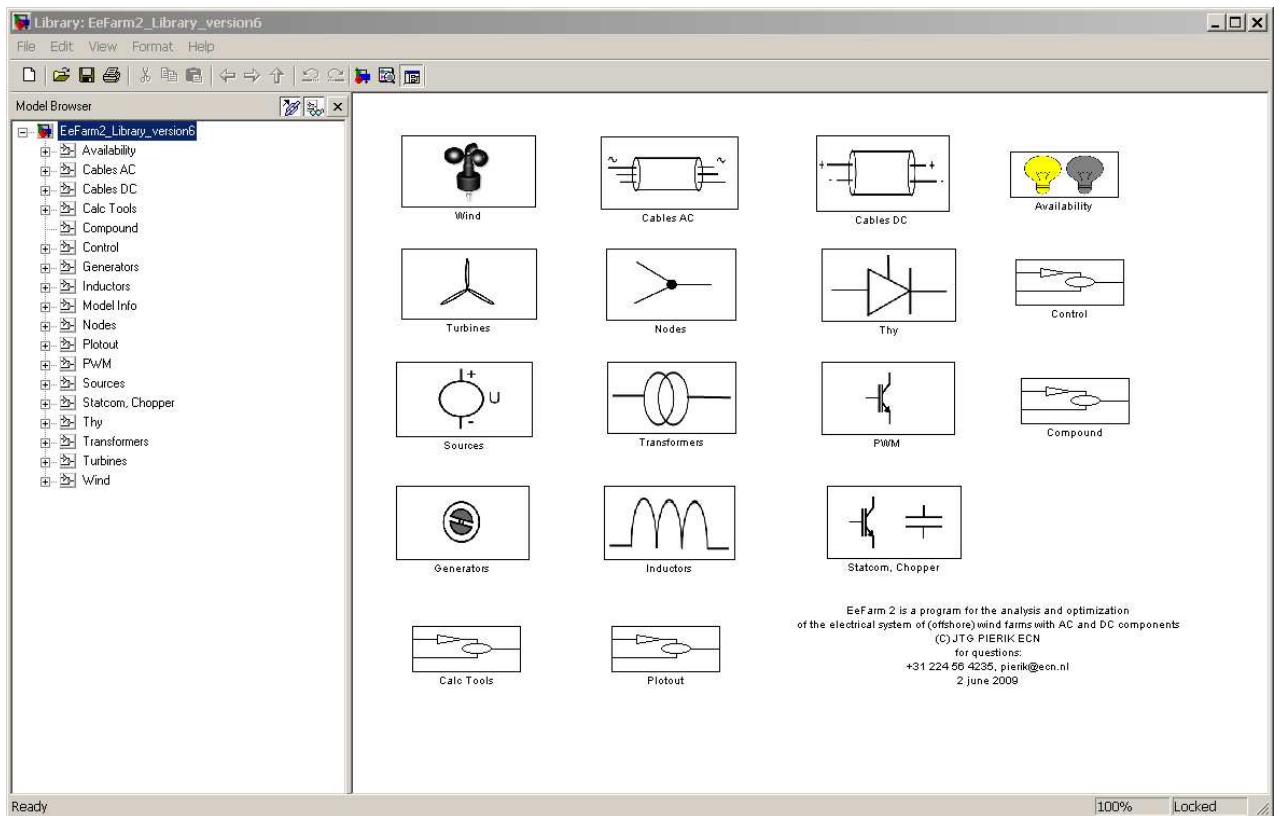 Library: EeFarm2_Library_version6
File Edit View Format Help
Model Browser
EeFarm2_Library_version6
Availability
Cables AC
Cables DC
Calc Tools
Compound
Control
Generators
Inductors
Model Info
Nodes
Plotout
PWM
Sources
Statcom, Chopper
Thy
Transformers
Turbines
Wind
Wind
Cables AC
+ +
- -
Cables DC
Availability
Turbines
Nodes
Thy
Control
+
U
-
Sources
Transformers
PWM
Compound
Generators
Inductors
Statcom, Chopper
Calc Tools
Plotout
EeFarm 2 is a program for the analysis and optimization
of the electrical system of (offshore) wind farms with AC and DC components
(C) JTG PIERIK ECN
for questions:
+31 224 56 4235, pierik@ecn.nl
2 june 2009
Ready
100% Locked